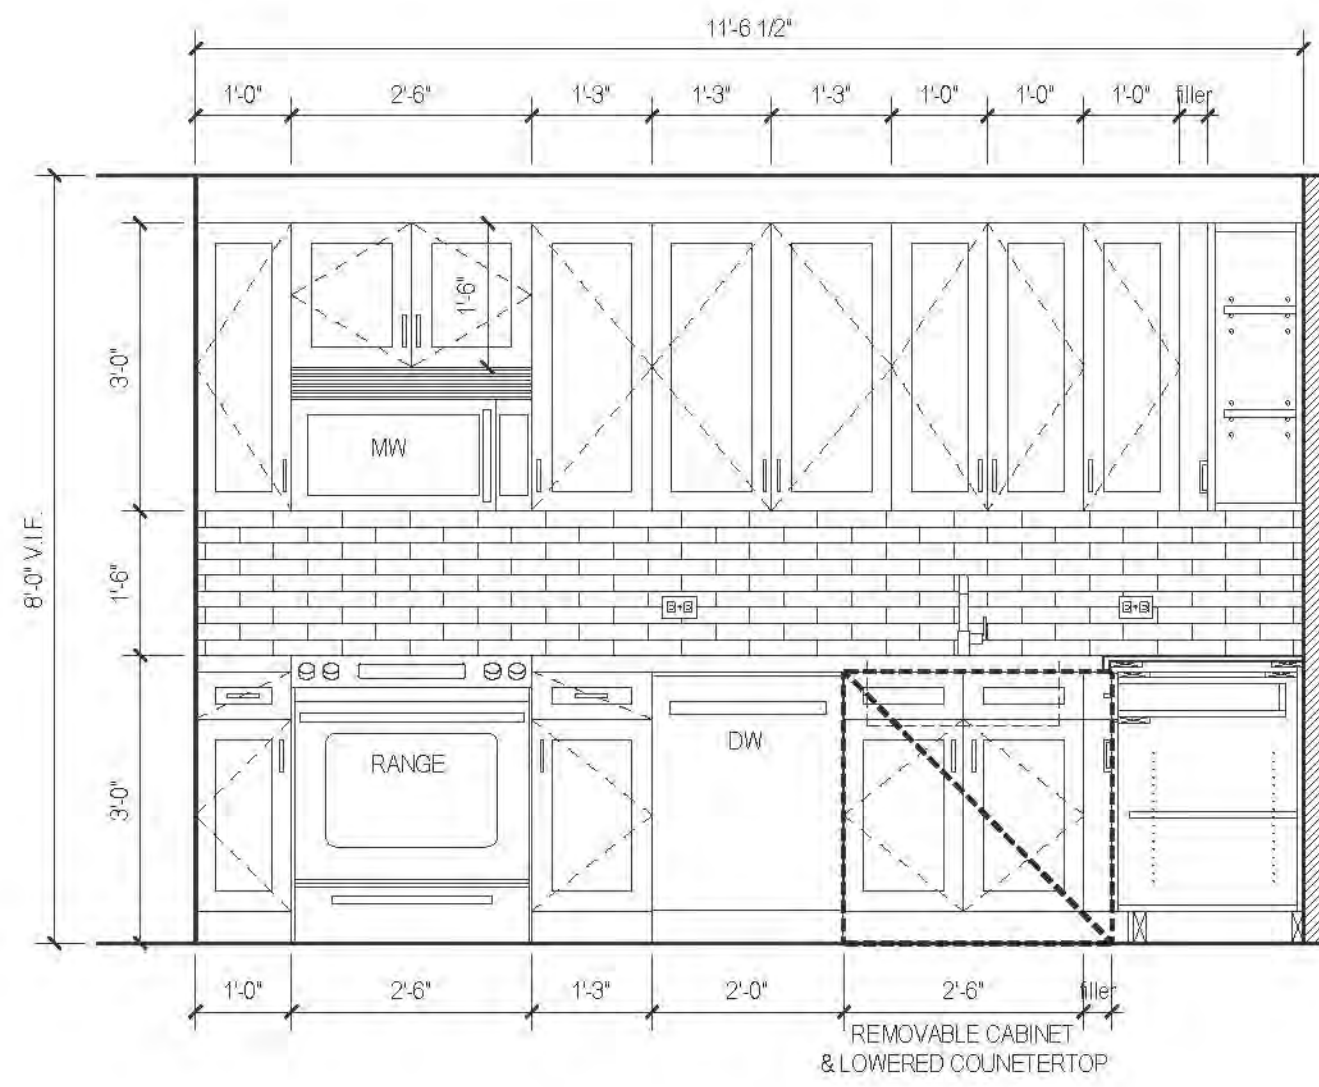 11'-6 1/2"
1'-0" 2'-6" 1'-3" 1'-3" 1'-3" 1'-0" 1'-0" 1'-0" filler
1'-6"
3'-0"
MW
8'-0" V.I.F.
1'-6"
RANGE
DW
3'-0"
1'-0" 2'-6" 1'-3" 2'-0" 2'-6" filler
REMOVABLE CABINET
& LOWERED COUNETERTOP